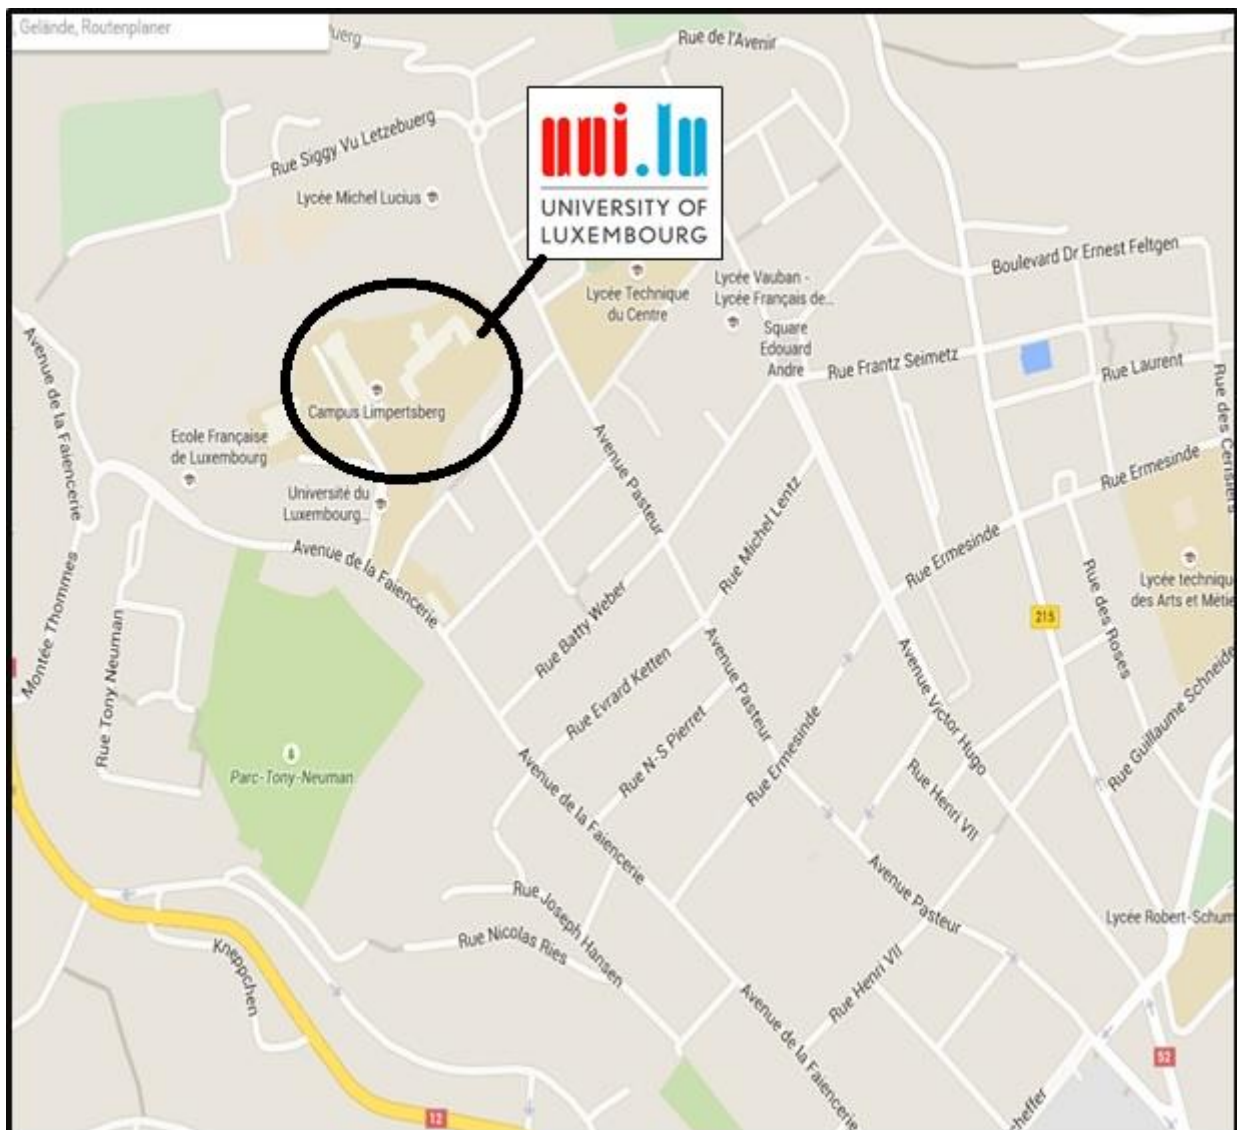 Gelände, Routenplaner
Rue de l'Avenir
uni.lu
UNIVERSITY OF
LUXEMBOURG
Rue Siggy Vu Letzebuerg
Lycée Michel Lucius
Boulevard Dr Ernest Feltgen
Lycée Technique
du Centre
Lycée Vauban -
Lycée Français de...
Square
Edouard
Andre
Rue Frantz Seimetz
Rue Laurent
Avenue de la Faiencerie
Rue des Cerisiers
Campus Limpertsberg
Ecole Française
de Luxembourg
Université du
Luxembourg...
Avenue Pasteur
Rue Michel Lentz
Rue Ermesinde
Rue Ermesinde
Avenue de la Faiencerie
Lycée techniqu
des Arts et Métie
Montée Thommes
Rue Tony Neuman
Rue Batty Weber
Rue des Roses
215
Rue Evrard Ketten
Avenue Pasteur
Avenue Victor Hugo
Rue Guillaume Schneide
Rue N-S Pierret
Rue Ermesinde
Parc-Tony-Neuman
Avenue de la Faiencerie
Rue Henri VII
Avenue Pasteur
Rue Joseph Hansen
Lycée Robert-Schum
Rue Nicolas Ries
Kneppchen
Rue Henri VII
Avenue de la Faiencerie
52
12
cheffer